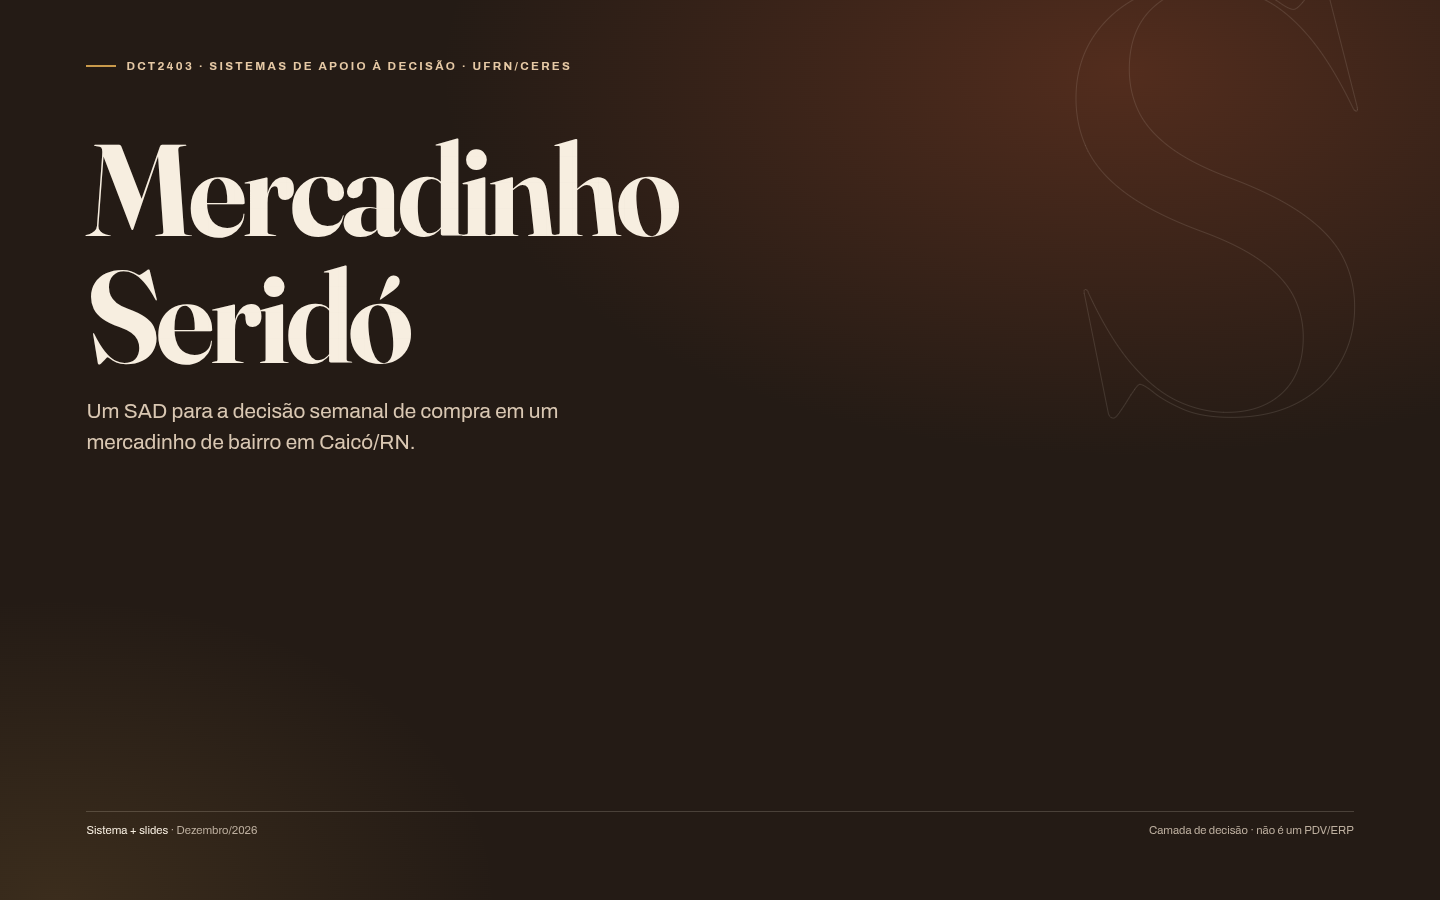 DCT2403 · SISTEMAS DE APOIO À DECISÃO · UFRN/CERES
Mercadinho
Seridó
Um SAD para a decisão semanal de compra em um
mercadinho de bairro em Caicó/RN.
Sistema + slides · Dezembro/2026
Camada de decisão · não é um PDV/ERP
S